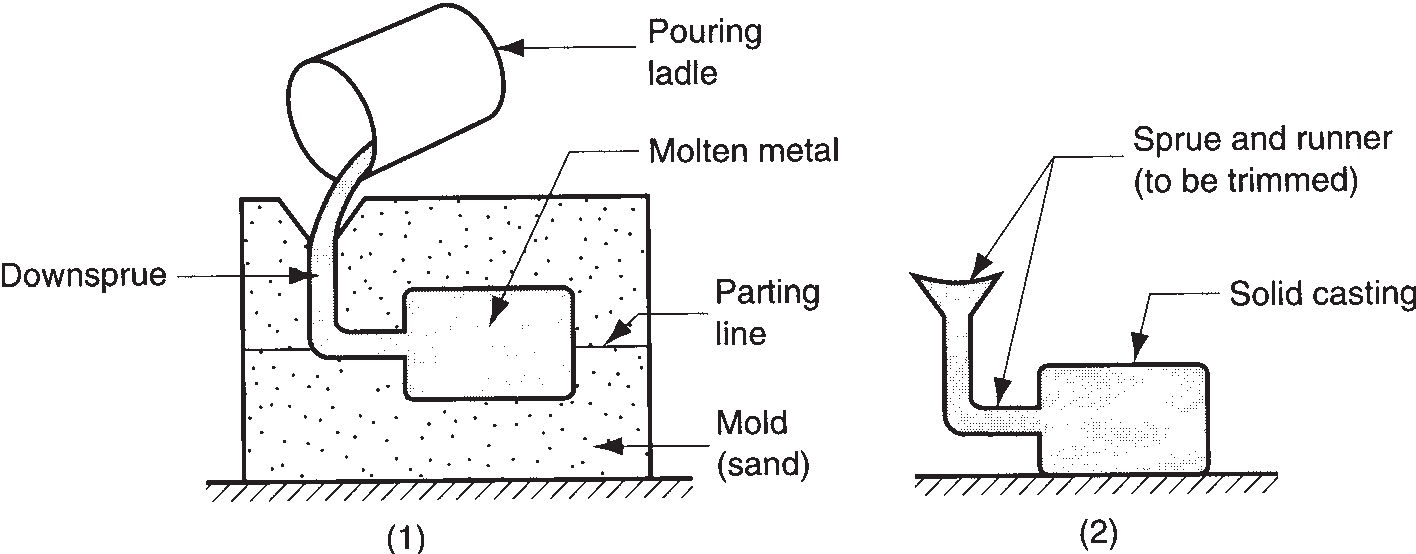 Pouring
ladle
Molten metal
Downsprue
Parting
line
Mold
(sand)
(1)
Sprue and runner
(to be trimmed)
Solid casting
(2)